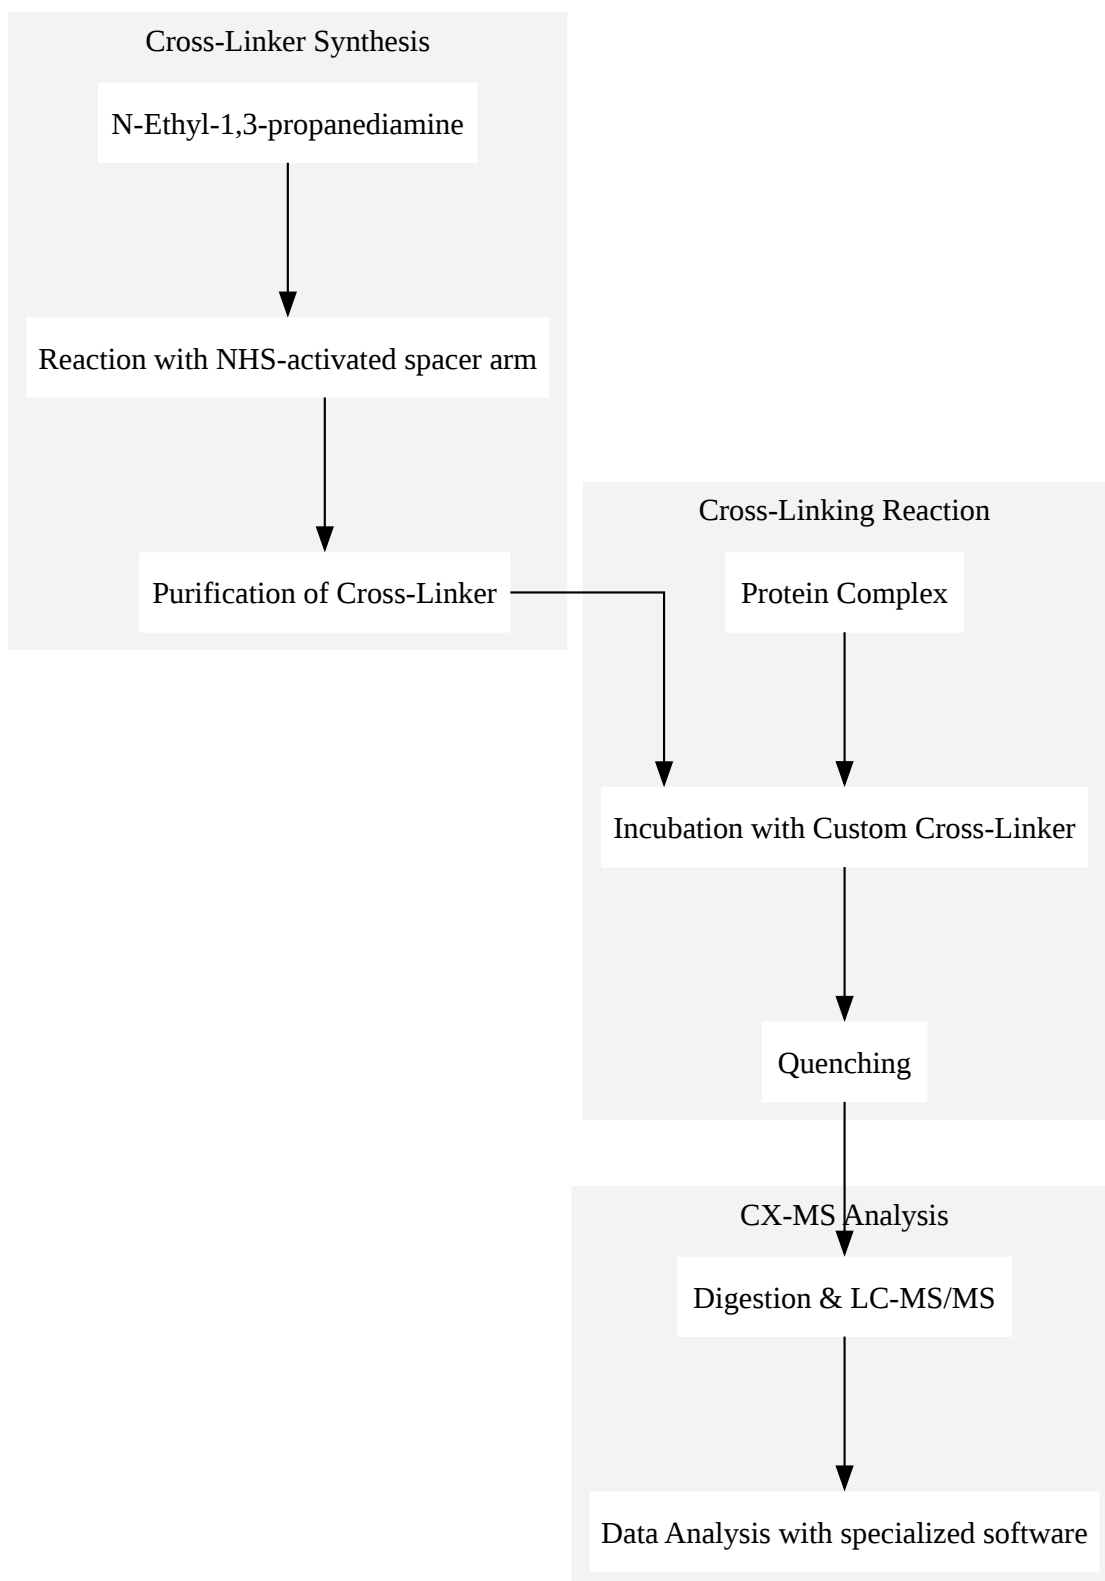 Cross-Linker Synthesis
N-Ethyl-1,3-propanediamine
Reaction with NHS-activated spacer arm
Purification of Cross-Linker
Cross-Linking Reaction
Protein Complex
Incubation with Custom Cross-Linker
Quenching
CX-MS Analysis
Digestion & LC-MS/MS
Data Analysis with specialized software